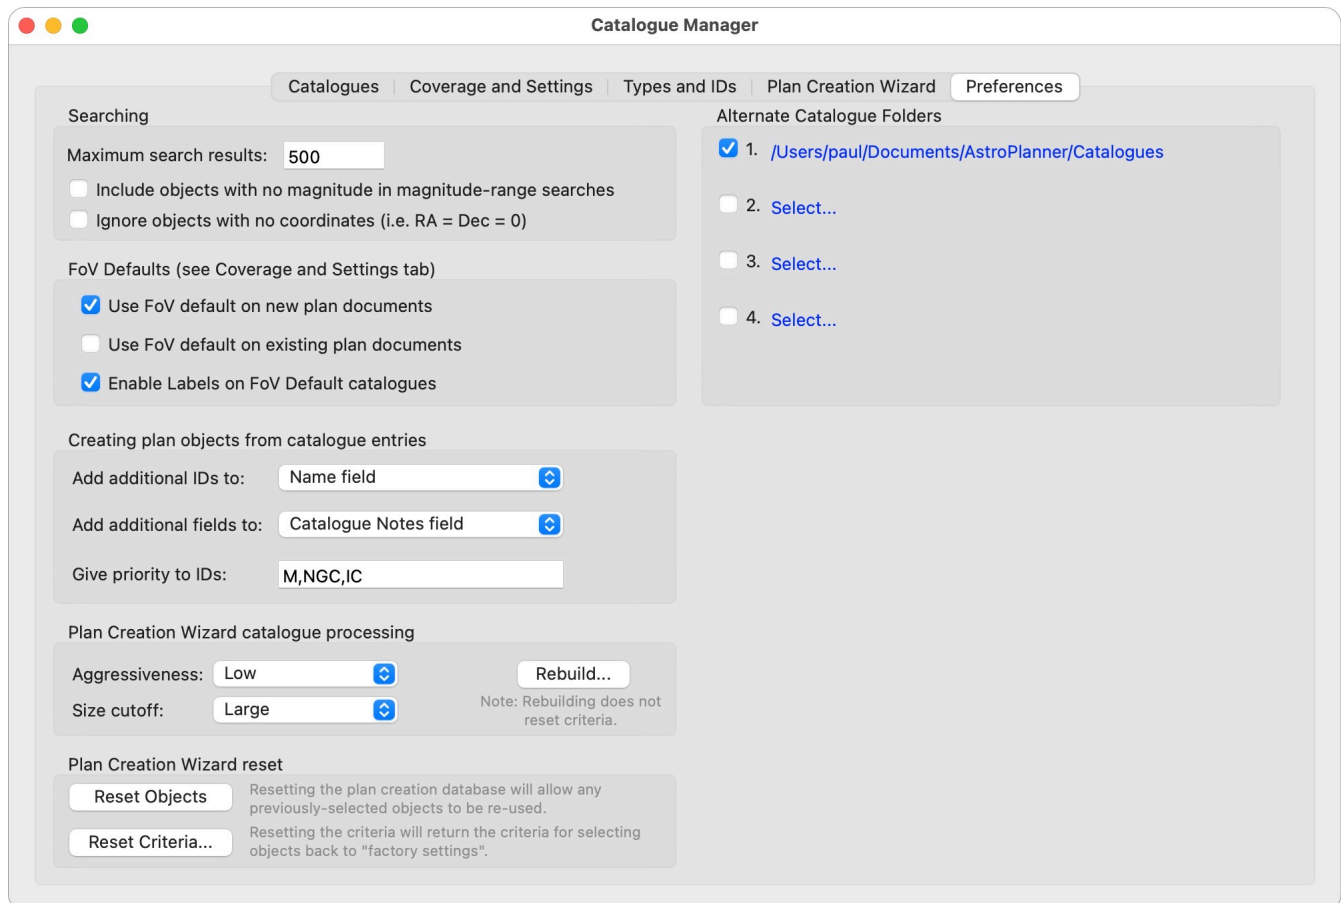 Catalogue Manager
Catalogues
Coverage and Settings
Types and IDs
Plan Creation Wizard
Preferences
Searching
Maximum search results: 500
Include objects with no magnitude in magnitude-range searches
Ignore objects with no coordinates (i.e. RA = Dec = 0)
FoV Defaults (see Coverage and Settings tab)
Use FoV default on new plan documents
Use FoV default on existing plan documents
Enable Labels on FoV Default catalogues
Creating plan objects from catalogue entries
Add additional IDs to: Name field
Add additional fields to: Catalogue Notes field
Give priority to IDs: M,NGC,IC
Plan Creation Wizard catalogue processing
Aggressiveness: Low
Size cutoff: Large
Rebuild...
Note: Rebuilding does not
reset criteria.
Plan Creation Wizard reset
Reset Objects
Resetting the plan creation database will allow any
previously-selected objects to be re-used.
Reset Criteria...
Resetting the criteria will return the criteria for selecting
objects back to "factory settings".
Alternate Catalogue Folders
1. /Users/paul/Documents/AstroPlanner/Catalogues
2. Select...
3. Select...
4. Select...